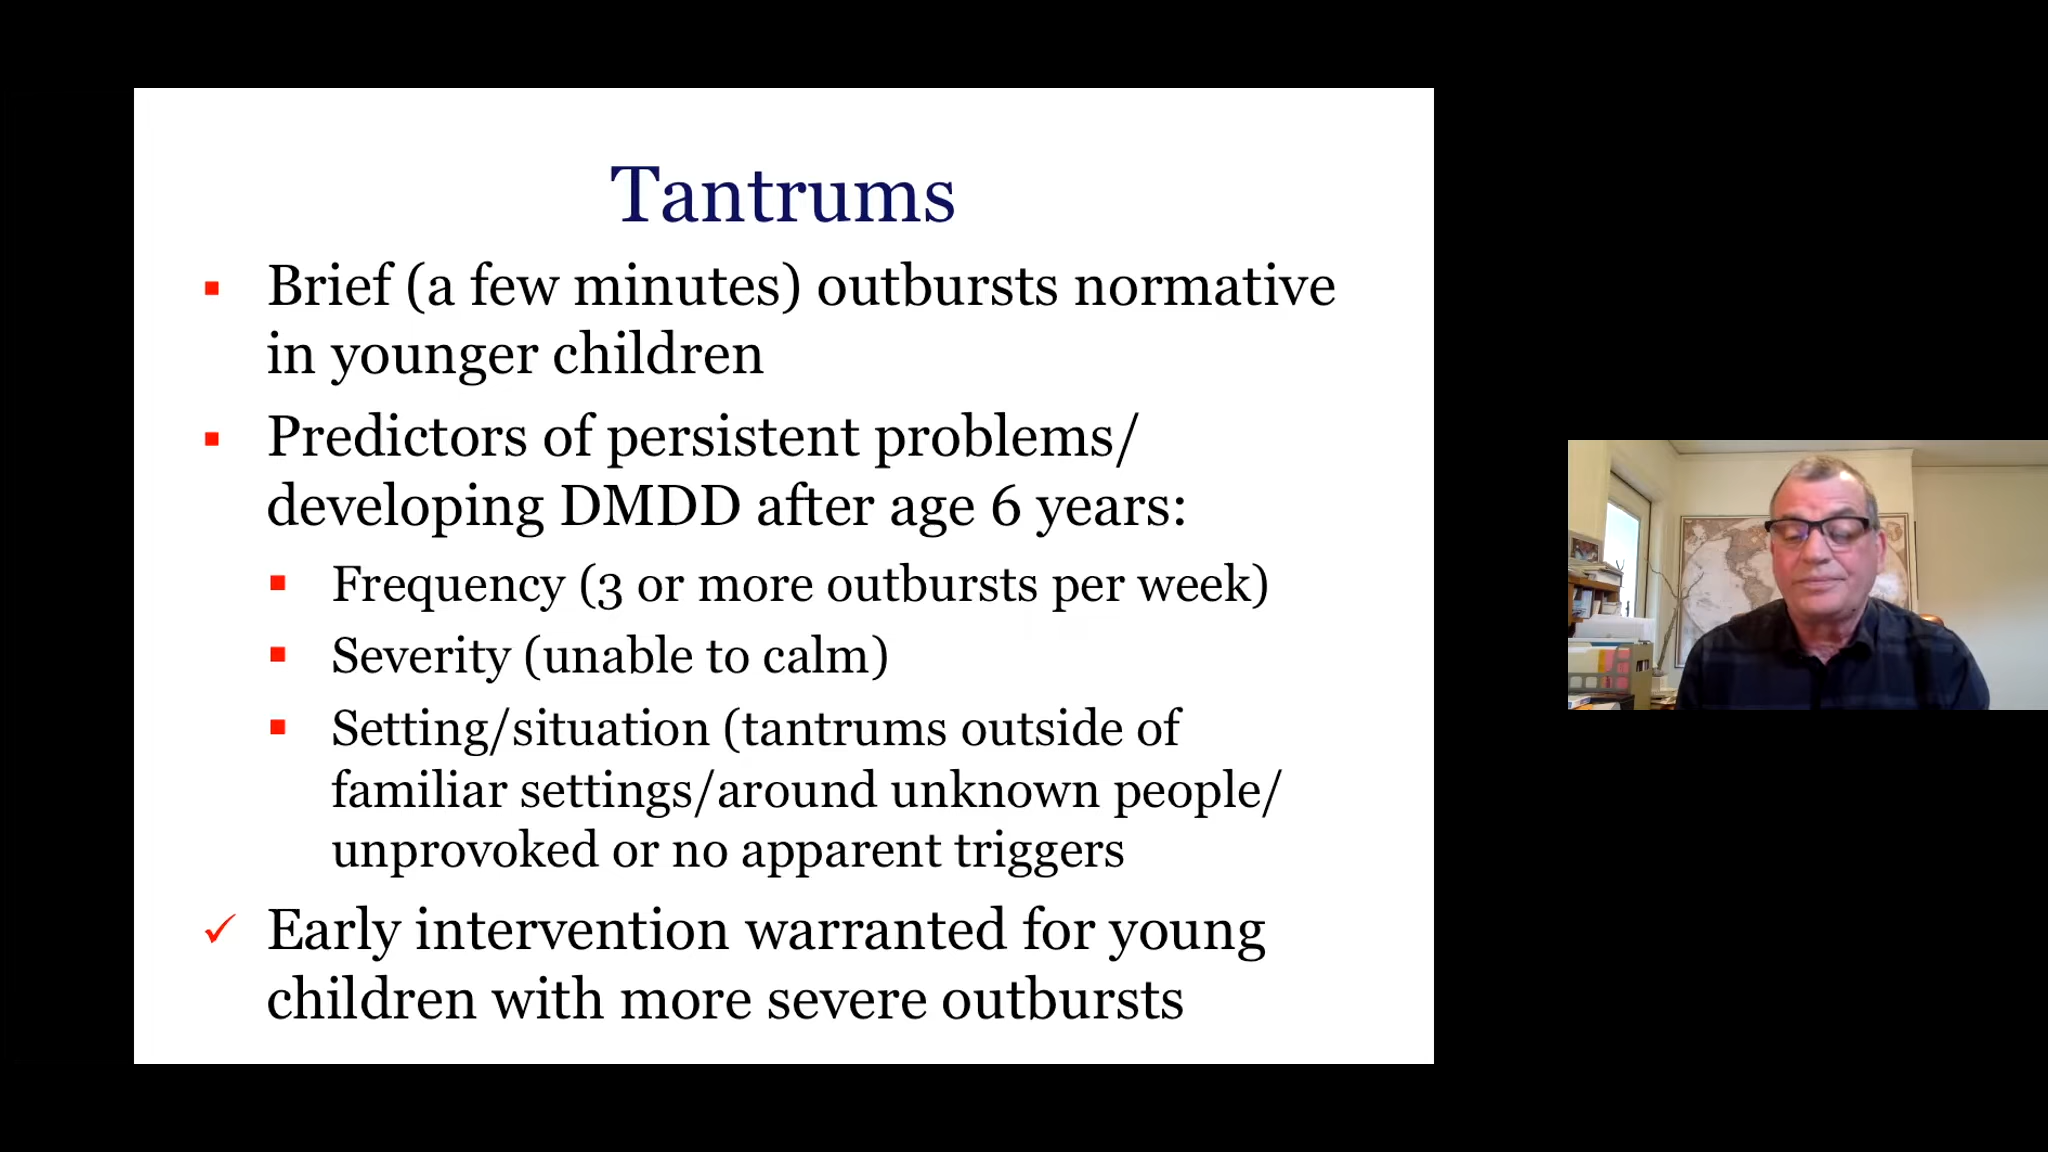 Tantrums
Brief (a few minutes) outbursts normative
in younger children
Predictors of persistent problems/
developing DMDD after age 6 years:
Frequency (3 or more outbursts per week)
Severity (unable to calm)
Setting/situation (tantrums outside of
familiar settings/around unknown people/
unprovoked or no apparent triggers
Early intervention warranted for young
children with more severe outbursts